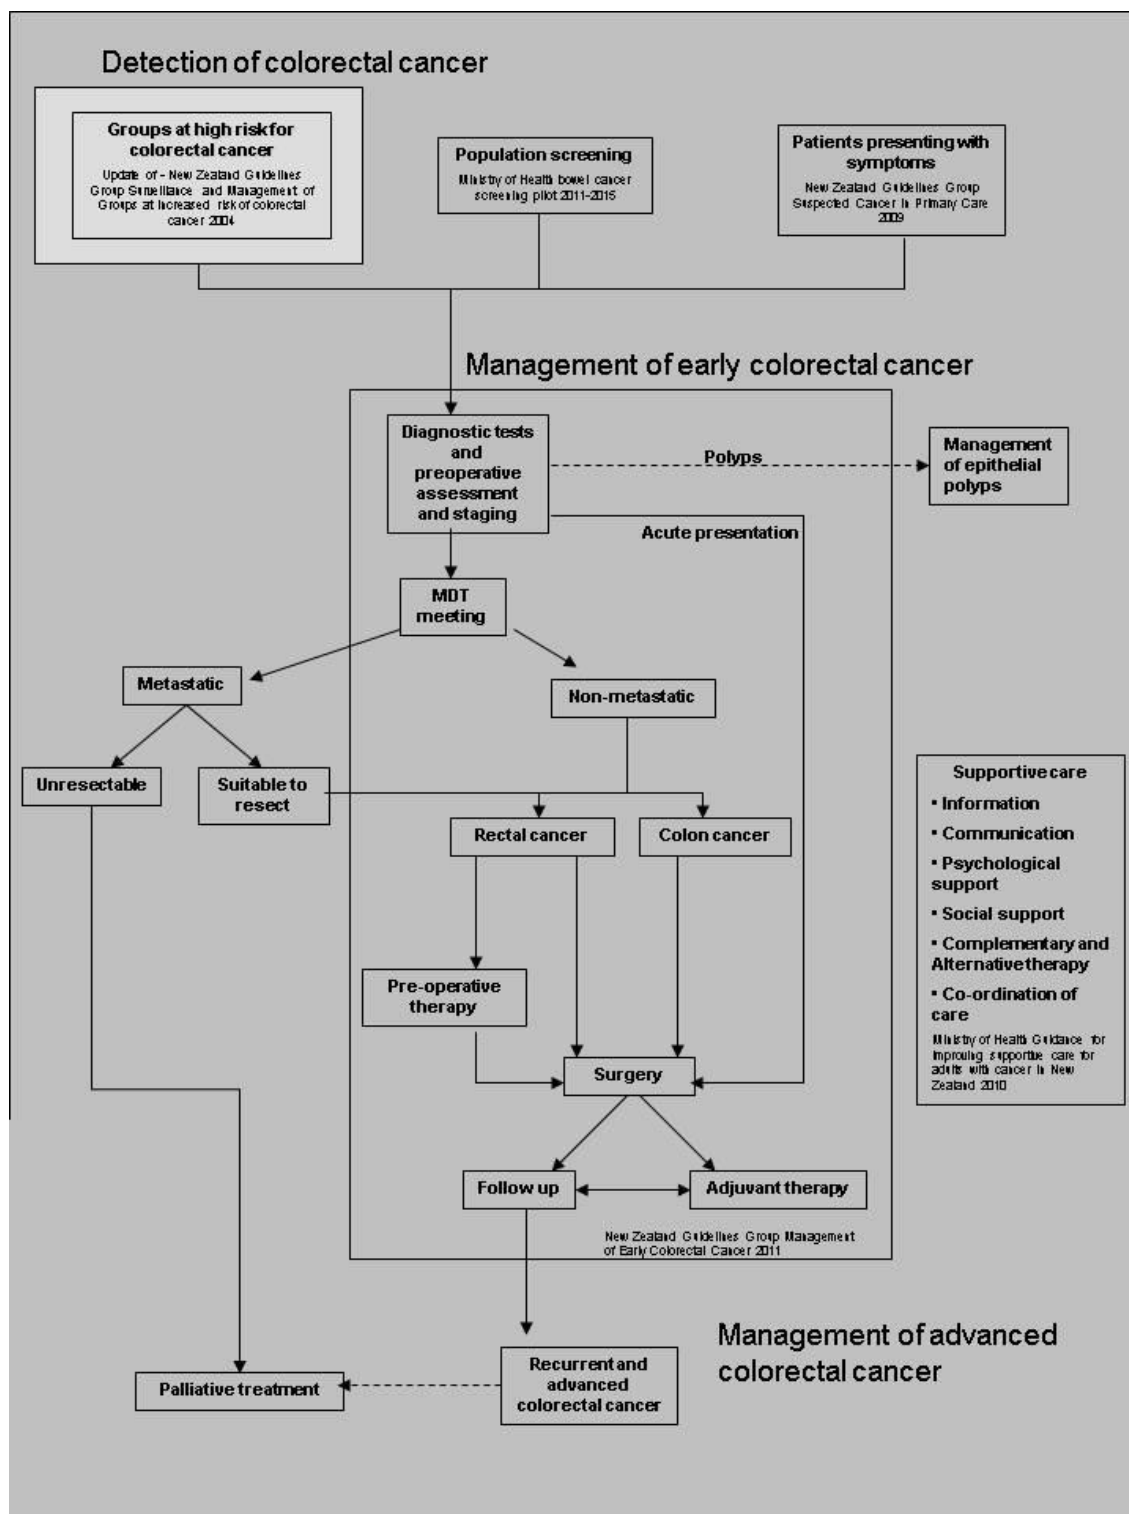 Detection of colorectal cancer
Groups at high risk for
colorectal cancer
Update of - New Zealand Guidelines
Group Surveillance and Management of
Groups at increased risk of colorectal
cancer 2004
Population screening
Ministry of Health bowel cancer
screening pilot 2011-2015
Patients presenting with
symptoms
New Zealand Guidelines Group
Suspected Cancer in Primary Care
2009
Management of early colorectal cancer
Diagnostic tests
and
preoperative
assessment
and staging
Polyps
Management
of epithelial
polyps
Acute presentation
MDT
meeting
Metastatic
Non-metastatic
Unresectable
Suitable to
resect
Rectal cancer
Colon cancer
Pre-operative
therapy
Surgery
Follow up
Adjuvant therapy
New Zealand Guidelines Group Management
of Early Colorectal Cancer 2011
Supportive care
▪ Information
▪ Communication
▪ Psychological
support
▪ Social support
▪ Complementary and
Alternative therapy
▪ Co-ordination of
care
Ministry of Health Guidance for
improving supportive care for
adults with cancer in New
Zealand 2010
Management of advanced
colorectal cancer
Palliative treatment
Recurrent and
advanced
colorectal cancer